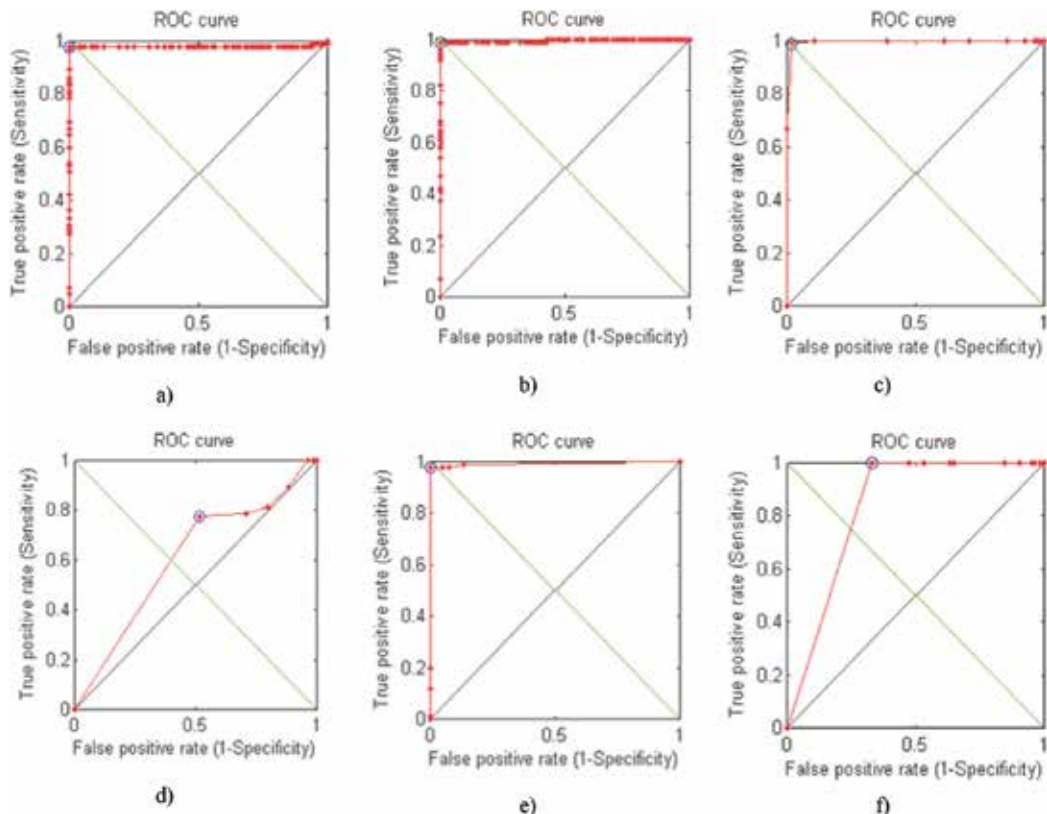 ROC curve
True positive rate (Sensitivity)
1
0.8
0.6
0.4
0.2
0
0
0.5
1
False positive rate (1-Specificity)
a)
ROC curve
True positive rate (Sensitivity)
1
0.8
0.6
0.4
0.2
0
0
0.5
1
False positive rate (1-Specificity)
b)
ROC curve
True positive rate (Sensitivity)
1
0.8
0.6
0.4
0.2
0
0
0.5
1
False positive rate (1-Specificity)
c)
ROC curve
True positive rate (Sensitivity)
1
0.8
0.6
0.4
0.2
0
0
0.5
1
False positive rate (1-Specificity)
d)
ROC curve
True positive rate (Sensitivity)
1
0.8
0.6
0.4
0.2
0
0
0.5
1
False positive rate (1-Specificity)
e)
ROC curve
True positive rate (Sensitivity)
1
0.8
0.6
0.4
0.2
0
0
0.5
1
False positive rate (1-Specificity)
f)